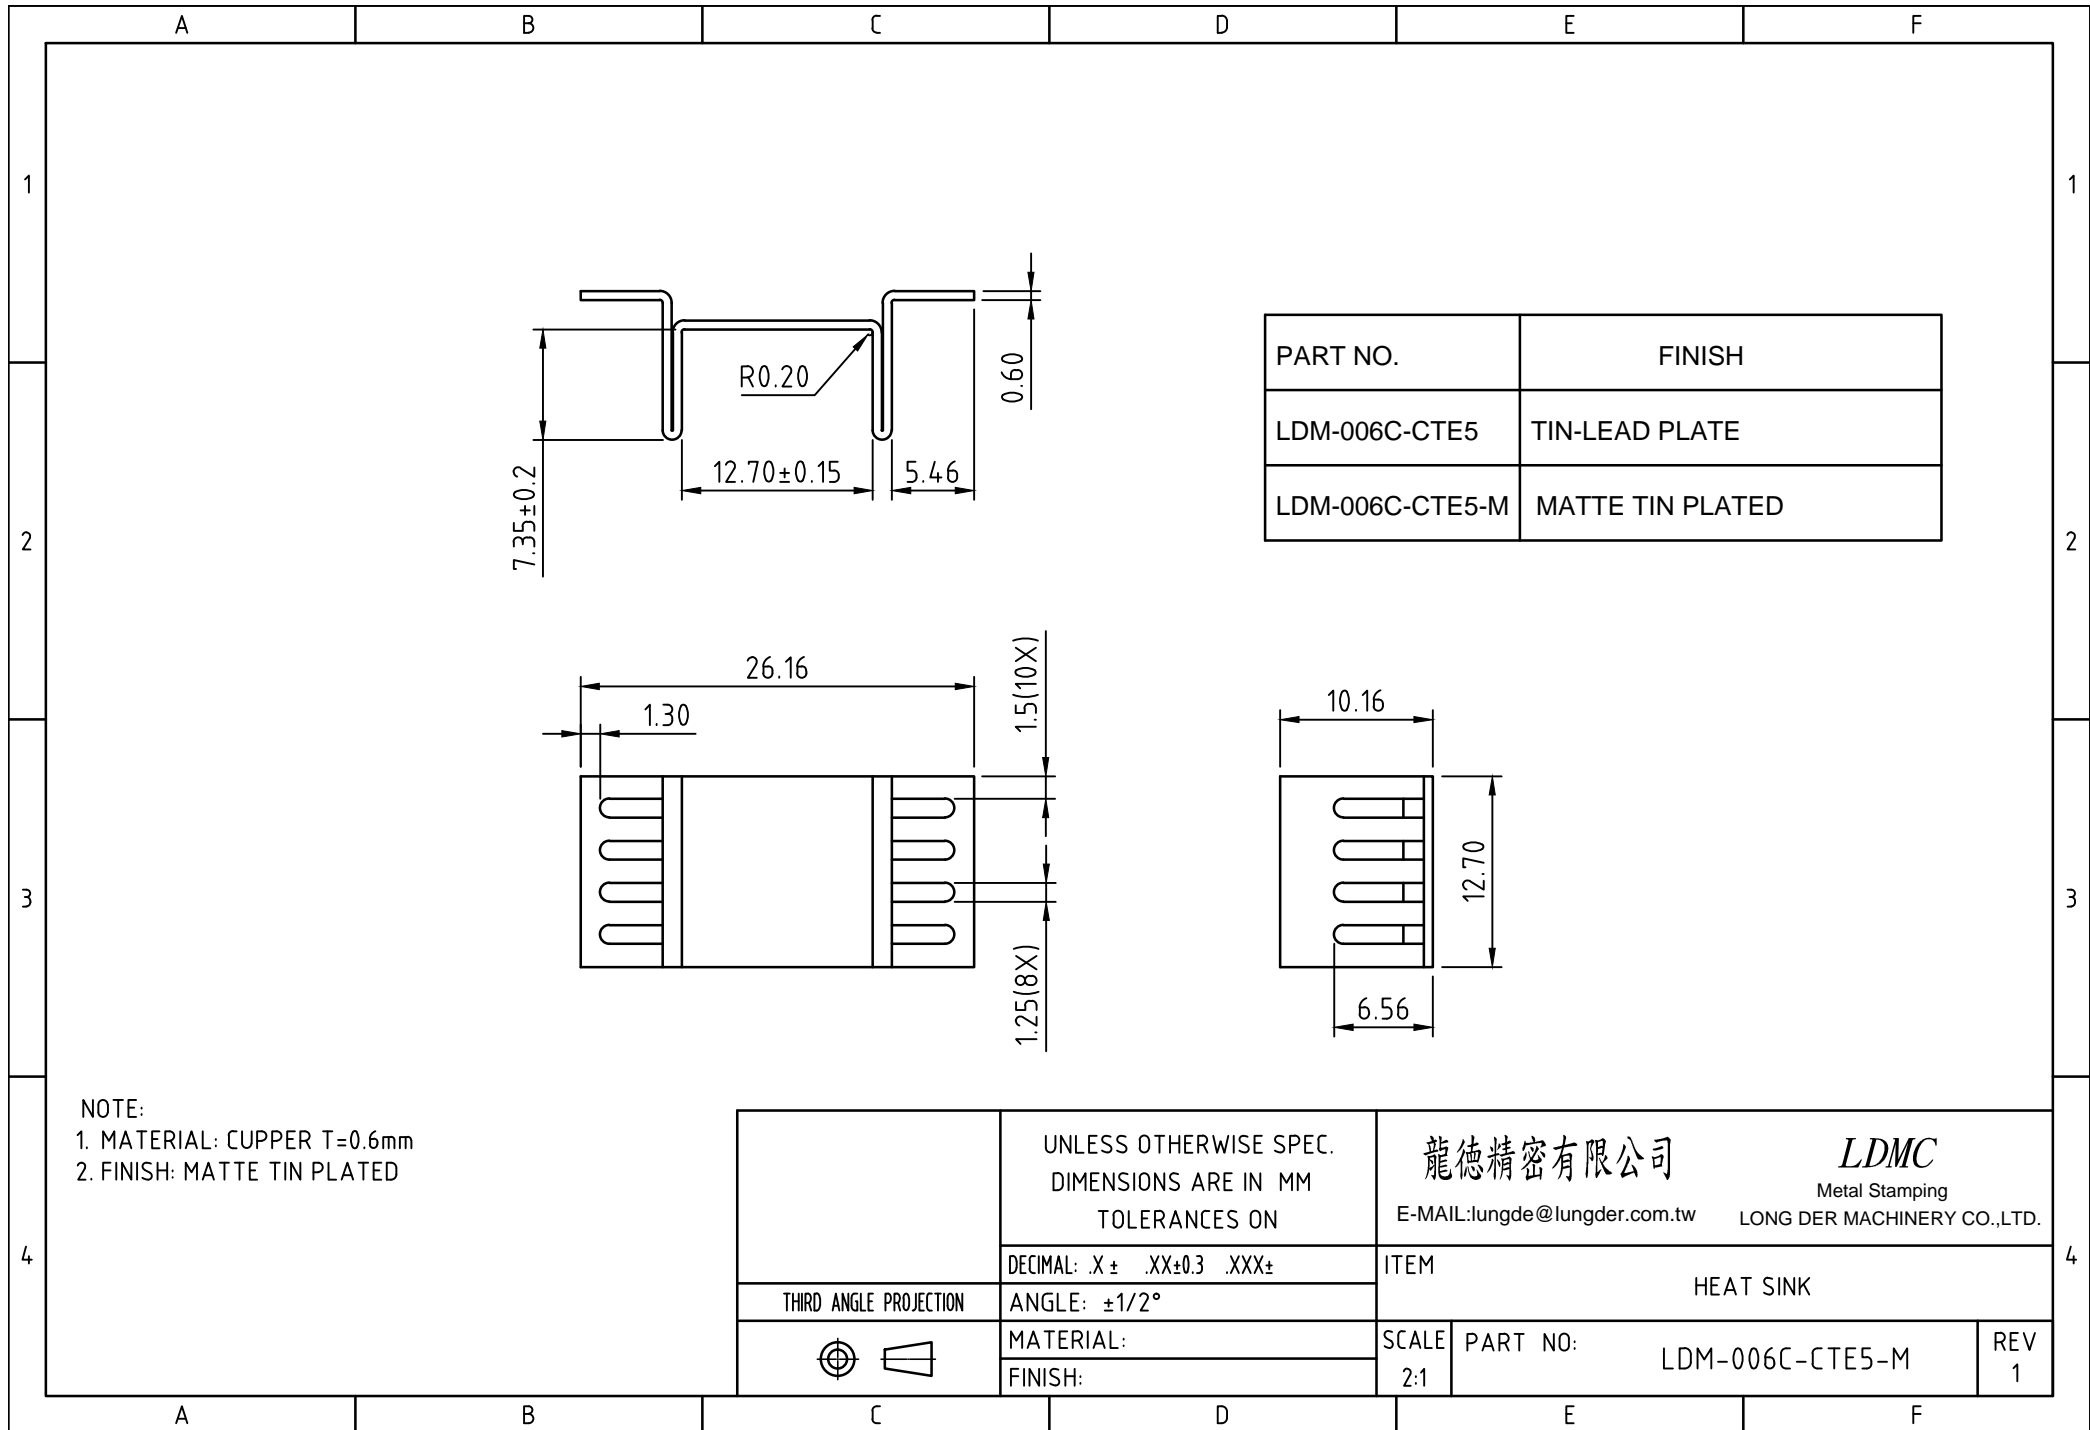 A B C D E F
1 1
2 2
3 3
4 4
7.35±0.2
R0.20
12.70±0.15
5.46
0.60
PART NO. FINISH
LDM-006C-CTE5 TIN-LEAD PLATE
LDM-006C-CTE5-M MATTE TIN PLATED
26.16
1.30
1.5(10X)
1.25(8X)
10.16
12.70
6.56
NOTE:
1. MATERIAL: CUPPER T=0.6mm
2. FINISH: MATTE TIN PLATED
THIRD ANGLE PROJECTION
UNLESS OTHERWISE SPEC.
DIMENSIONS ARE IN MM
TOLERANCES ON
DECIMAL: .X ± .XX±0.3 .XXX±
ANGLE: ±1/2°
MATERIAL:
FINISH:
龍德精密有限公司
E-MAIL:lungde@lungder.com.tw
LDMC
Metal Stamping
LONG DER MACHINERY CO.,LTD.
ITEM
HEAT SINK
SCALE
2:1
PART NO:
LDM-006C-CTE5-M
REV
1
A B C D E F